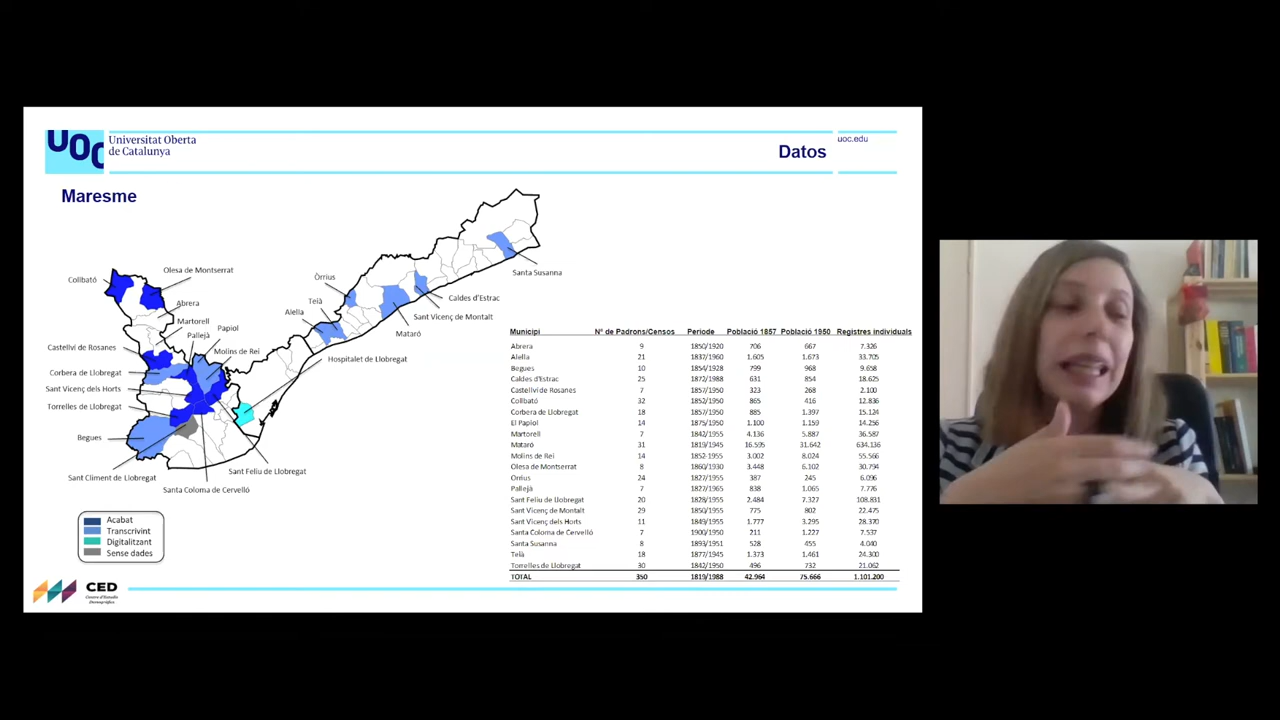 UOC
Universitat Oberta
de Catalunya
Datos
uoc.edu
Maresme
Collbató
Olesa de Montserrat
Abrera
Martorell
Papiol
Pallejà
Castellví de Rosanes
Molins de Rei
Corbera de Llobregat
Sant Vicenç dels Horts
Torrelles de Llobregat
Begues
Sant Climent de Llobregat
Santa Coloma de Cervelló
Sant Feliu de Llobregat
Hospitalet de Llobregat
Alella
Teià
Òrrius
Mataró
Sant Vicenç de Montalt
Caldes d'Estrac
Santa Susanna
Acabat
Transcrivint
Digitalitzant
Sense dades
Municipi Nº de Padrons/Censos Període Població 1857 Població 1950 Registres individuals
Abrera 9 1850/1920 706 667 7.326
Alella 21 1837/1960 1.605 1.673 33.705
Begues 10 1854/1928 799 968 9.658
Caldes d'Estrac 25 1872/1988 631 854 18.625
Castellví de Rosanes 7 1857/1950 323 268 2.100
Collbató 32 1852/1950 865 416 12.836
Corbera de Llobregat 18 1857/1950 885 1.397 15.124
El Papiol 14 1875/1950 1.100 1.159 14.256
Martorell 7 1842/1955 4.136 5.887 36.587
Mataró 31 1819/1945 16.595 31.642 634.136
Molins de Rei 14 1852-1955 3.002 8.024 55.566
Olesa de Montserrat 8 1860/1930 3.448 6.102 30.794
Orrius 24 1827/1955 387 245 6.096
Pallejà 7 1827/1965 838 1.065 7.776
Sant Feliu de Llobregat 20 1828/1955 2.484 7.327 108.831
Sant Vicenç de Montalt 29 1850/1955 775 802 22.475
Sant Vicenç dels Horts 11 1849/1955 1.777 3.295 28.370
Santa Coloma de Cervelló 7 1900/1950 211 1.227 7.537
Santa Susanna 8 1893/1951 528 455 4.040
Teià 18 1877/1945 1.373 1.461 24.300
Torrelles de Llobregat 30 1842/1950 496 732 21.062
TOTAL 350 1819/1988 42.964 75.666 1.101.200
CED
Centre d'Estudis
Demogràfics